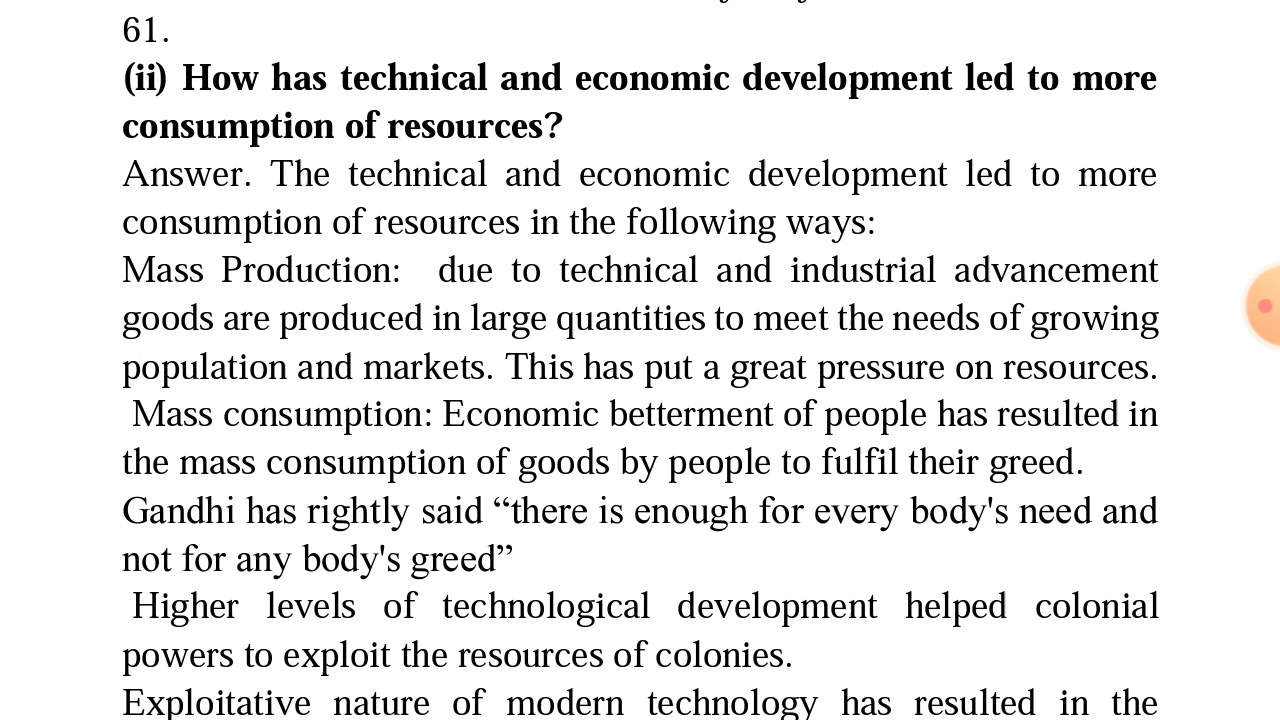 61.
(ii) How has technical and economic development led to more
consumption of resources?
Answer. The technical and economic development led to more
consumption of resources in the following ways:
Mass Production: due to technical and industrial advancement
goods are produced in large quantities to meet the needs of growing
population and markets. This has put a great pressure on resources.
Mass consumption: Economic betterment of people has resulted in
the mass consumption of goods by people to fulfil their greed.
Gandhi has rightly said “there is enough for every body's need and
not for any body's greed”
Higher levels of technological development helped colonial
powers to exploit the resources of colonies.
Exploitative nature of modern technology has resulted in the